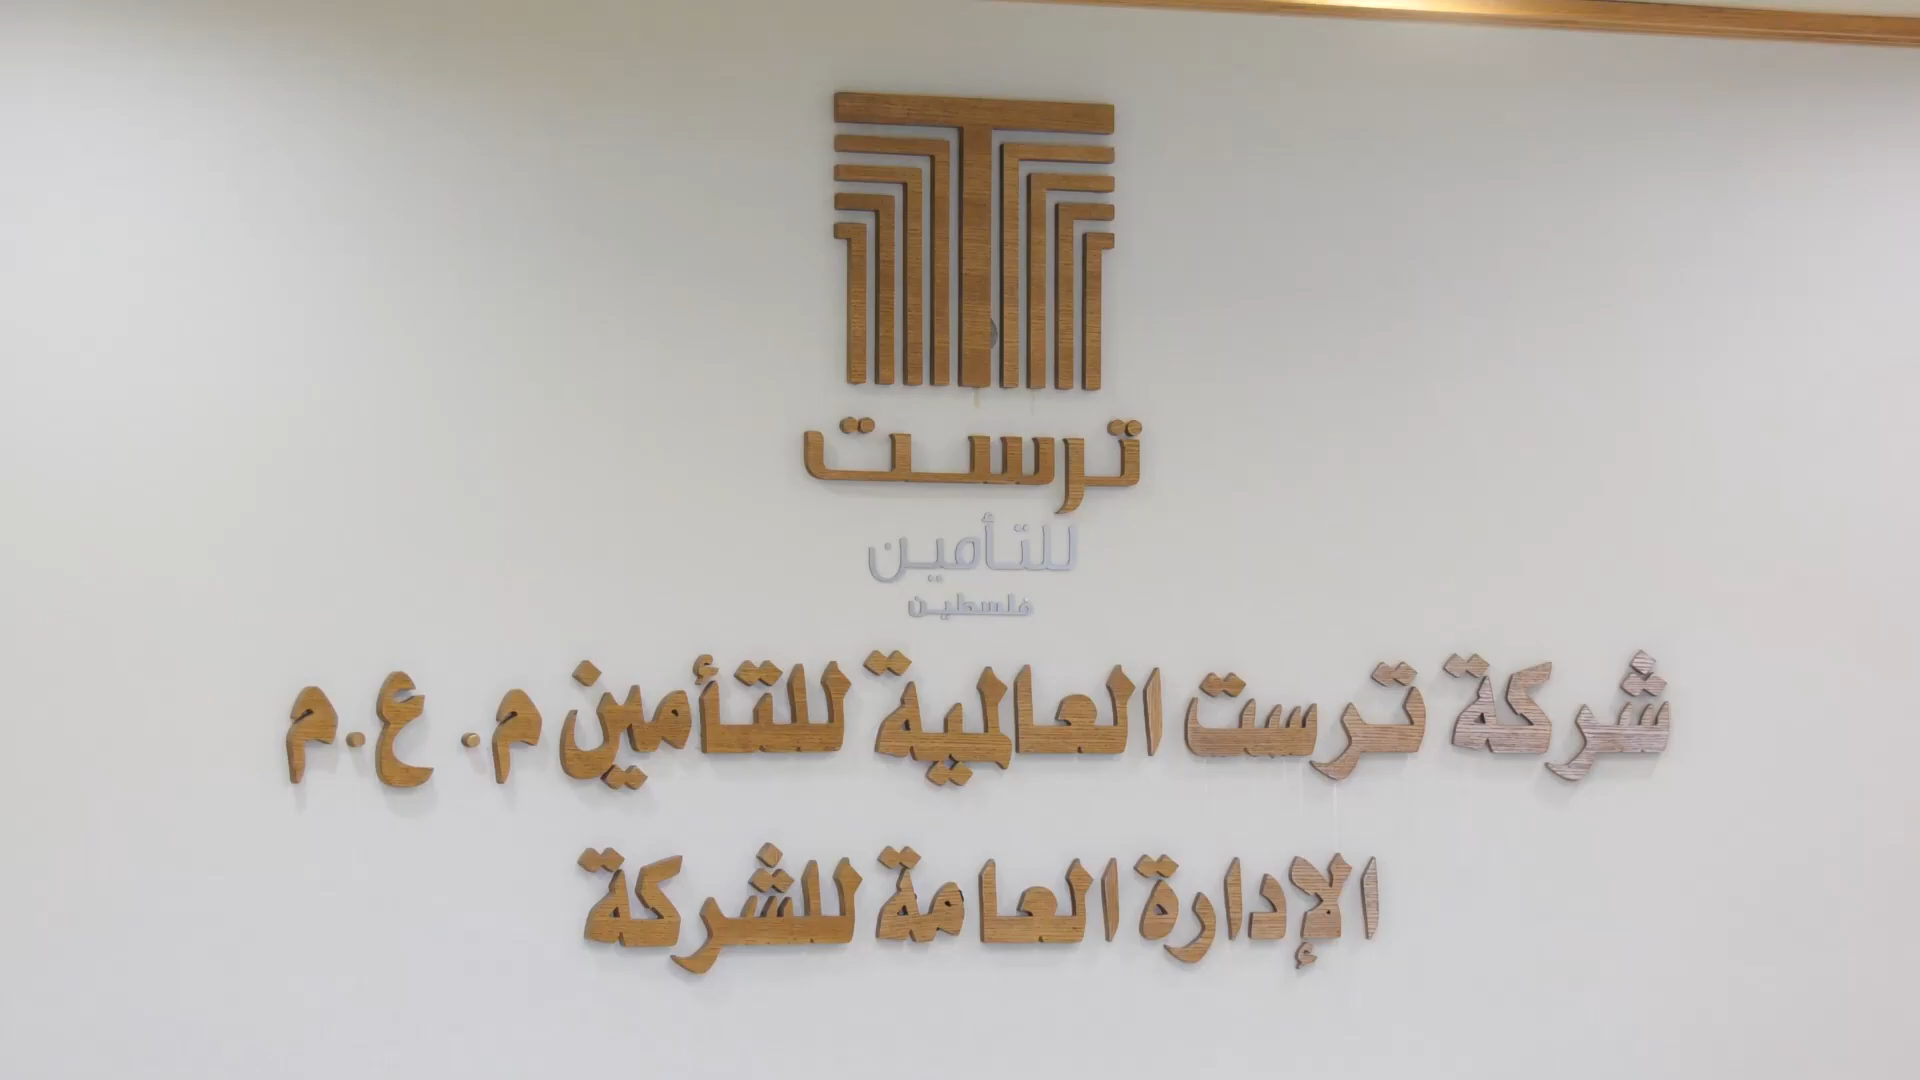 ترست
للتأمين
فلسطين
شركة ترست العالمية للتأمين م. ع. م
الإدارة العامة للشركة